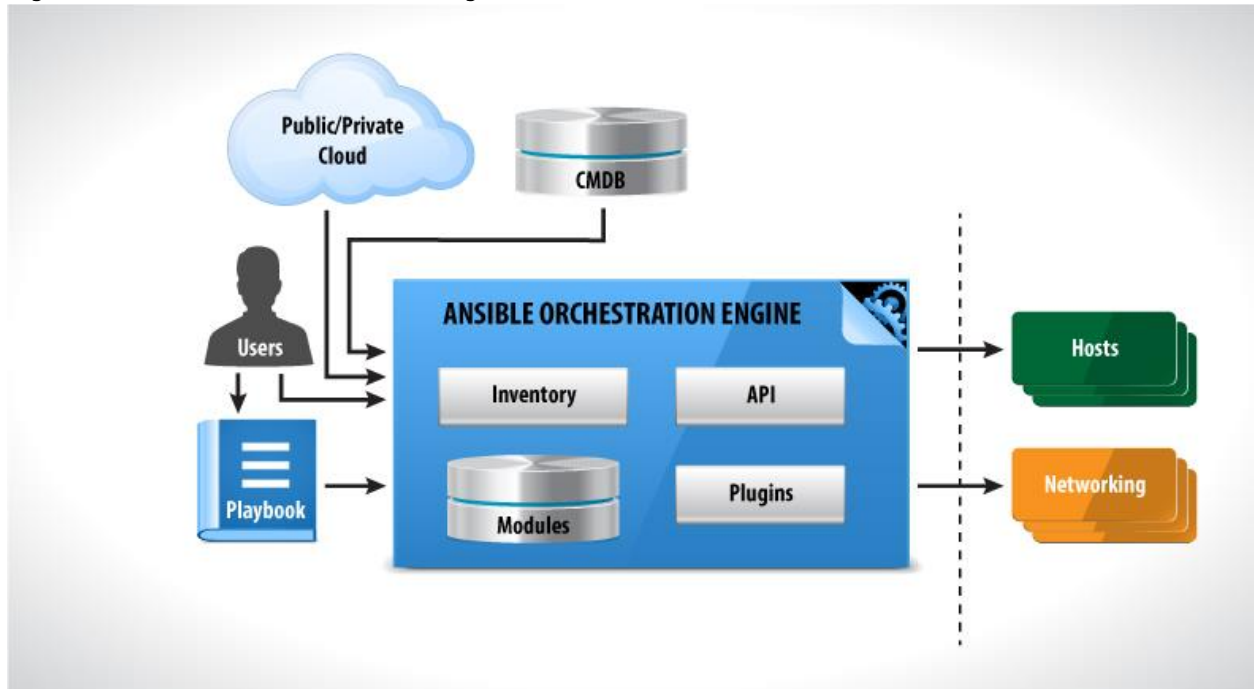 Public/Private
Cloud
CMDB
Users
Playbook
ANSIBLE ORCHESTRATION ENGINE
Inventory
API
Modules
Plugins
Hosts
Networking